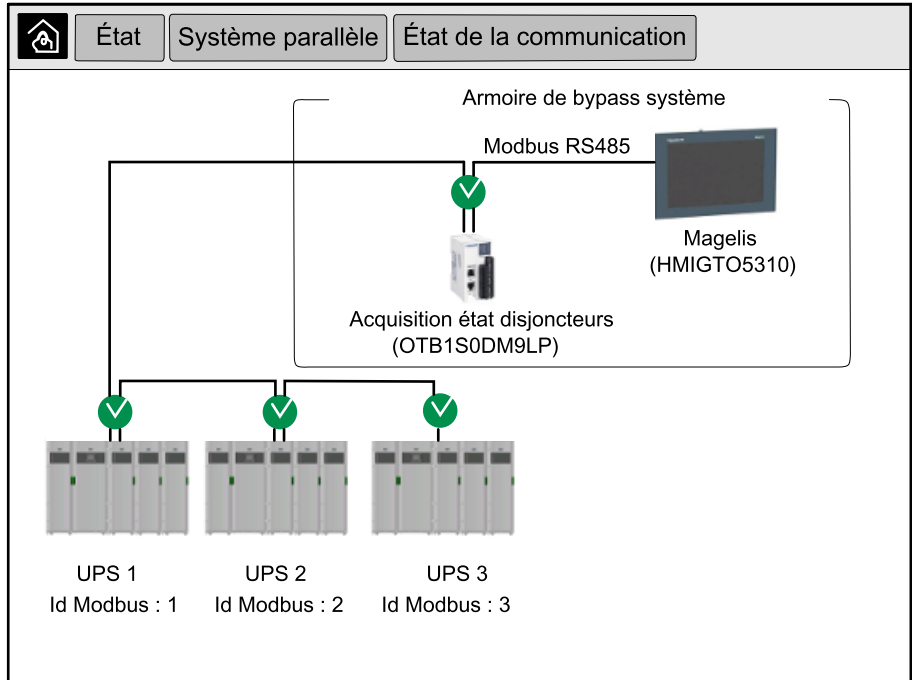 État Système parallèle État de la communication
Armoire de bypass système
Modbus RS485
Magelis
(HMIGTO5310)
Acquisition état disjoncteurs
(OTB1S0DM9LP)
UPS 1 UPS 2 UPS 3
Id Modbus : 1 Id Modbus : 2 Id Modbus : 3